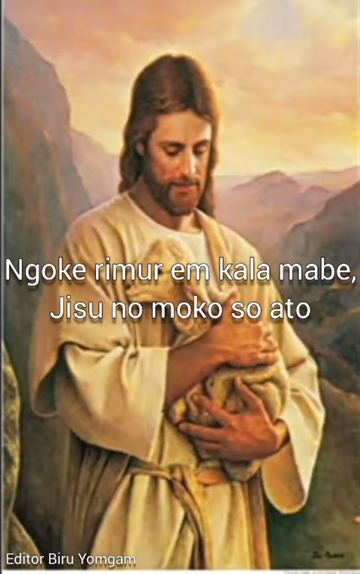 Ngoke rimur em kala mabe,
Jisu no moko so ato
Editor Biru Yomgam